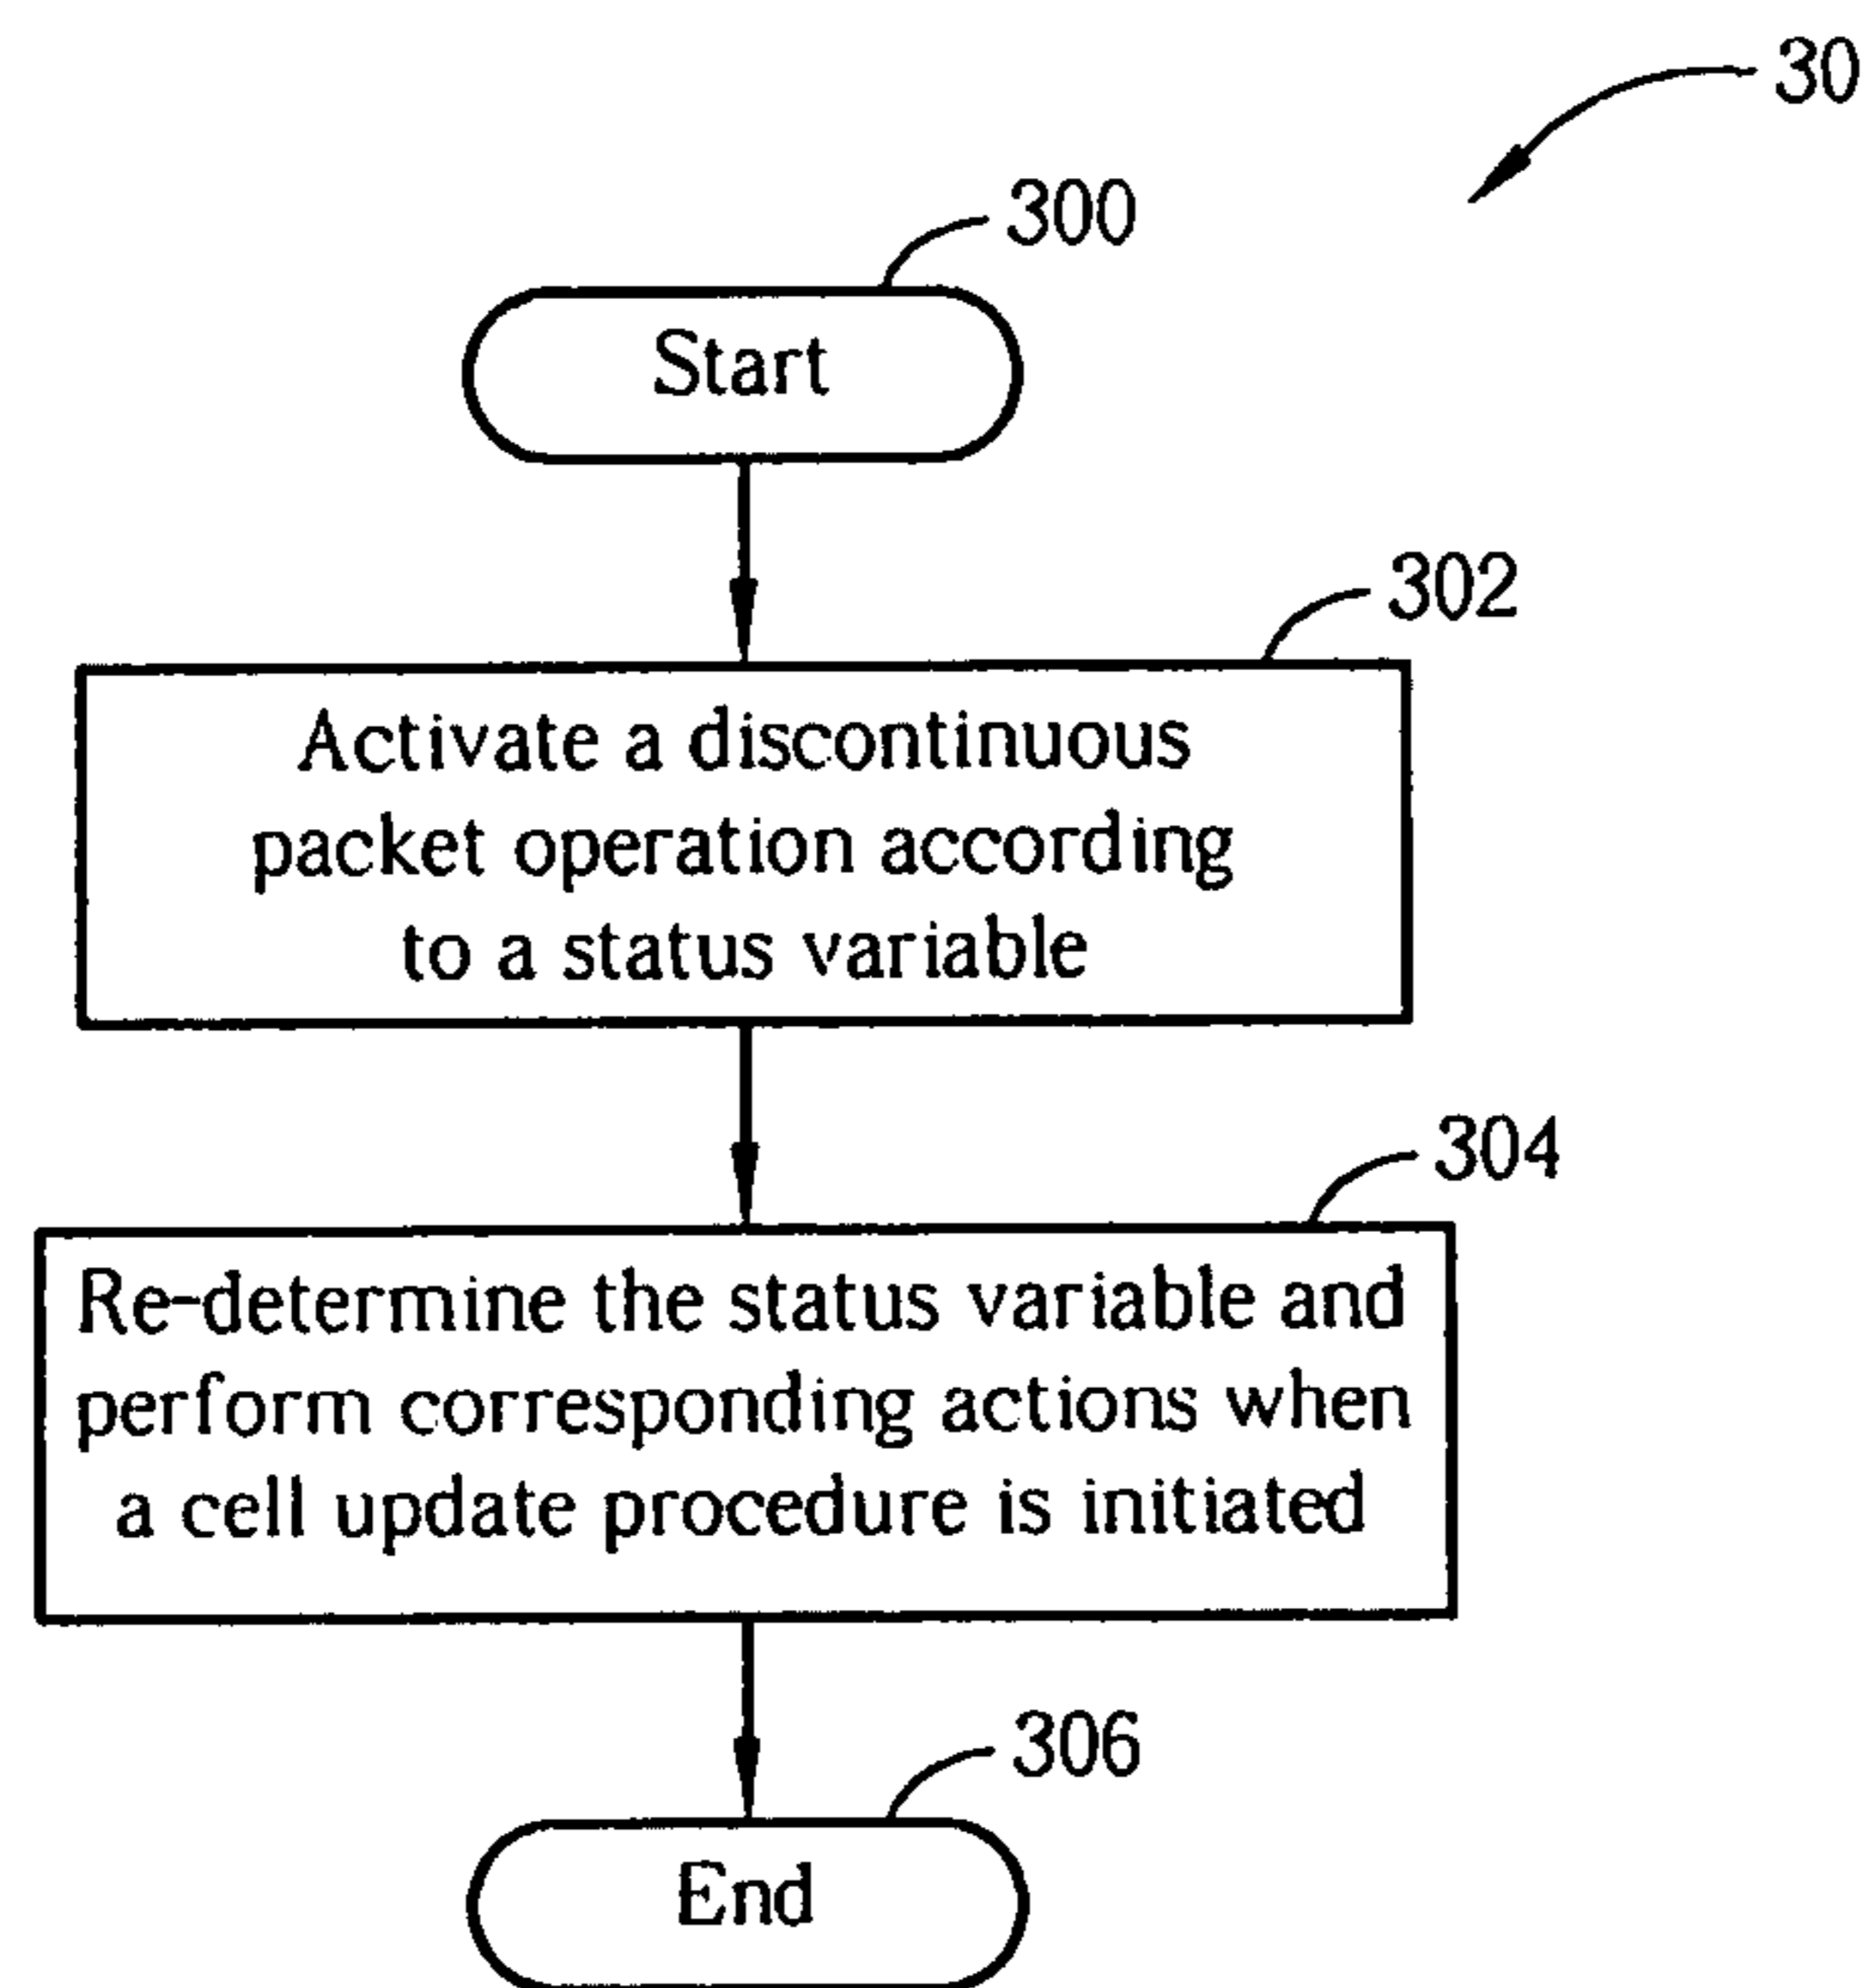 30
300
Start
302
Activate a discontinuous
packet operation according
to a status variable
304
Re-determine the status variable and
perform corresponding actions when
a cell update procedure is initiated
306
End